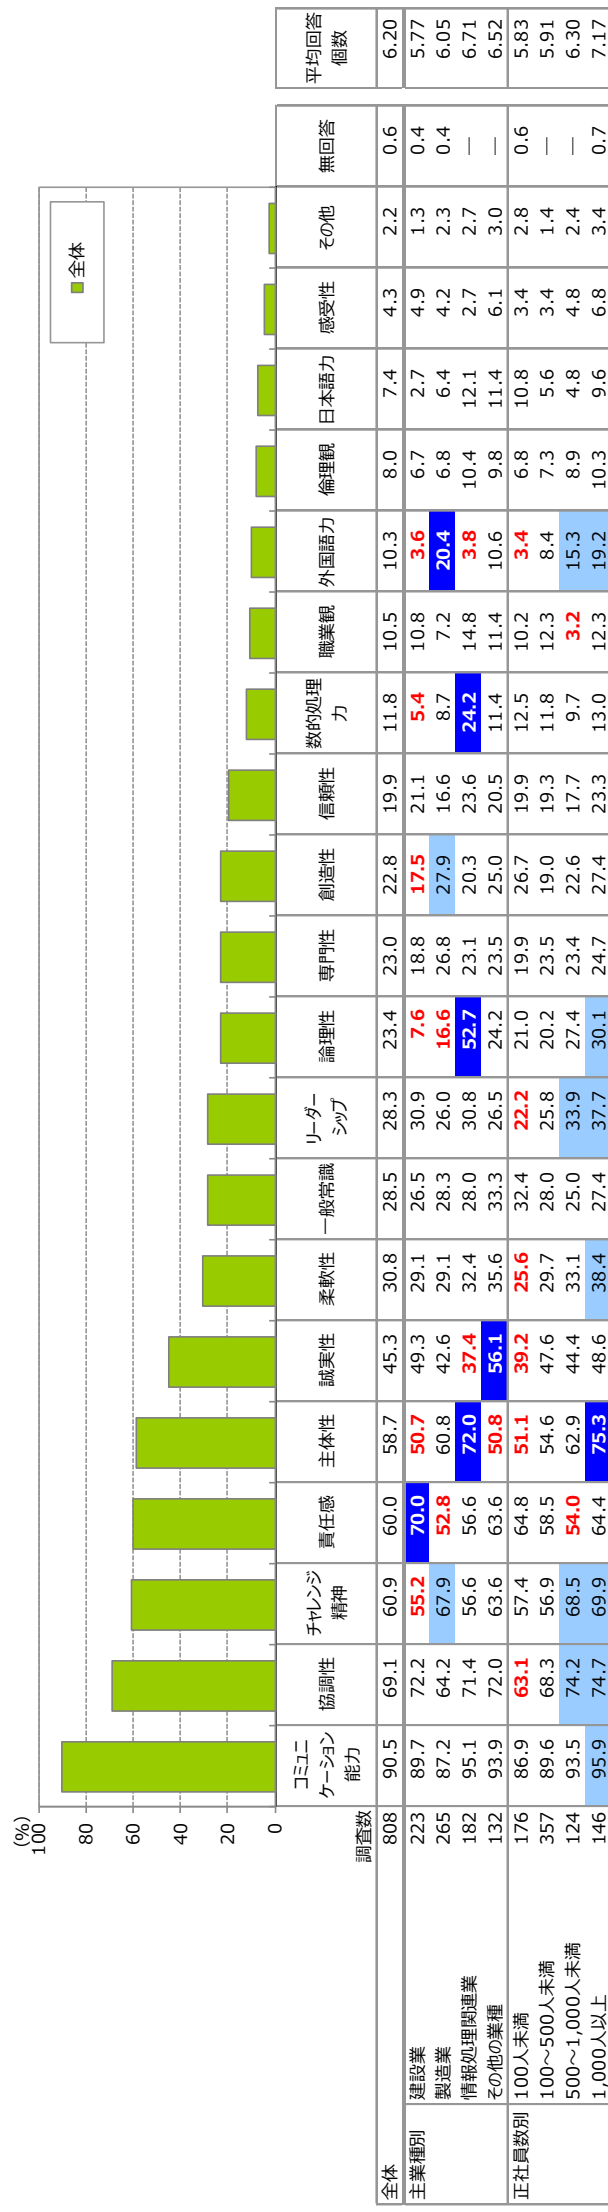 (%)
100
80
60
40
20
0
全体
調査数 コミュニケーション能力 協調性 チャレンジ精神 責任感 主体性 誠実性 柔軟性 一般常識 リーダーシップ 論理性 専門性 創造性 信頼性 数的処理力 職業観 外国語力 倫理観 日本語力 感受性 その他 無回答 平均回答個数
全体 808 90.5 69.1 60.9 60.0 58.7 45.3 30.8 28.5 28.3 23.4 23.0 22.8 19.9 11.8 10.5 10.3 8.0 7.4 4.3 2.2 0.6 6.20
主業種別 建設業 223 89.7 72.2 55.2 70.0 50.7 49.3 29.1 26.5 30.9 7.6 18.8 17.5 21.1 5.4 10.8 3.6 6.7 2.7 4.9 1.3 0.4 5.77
製造業 265 87.2 64.2 67.9 52.8 60.8 42.6 29.1 28.3 26.0 16.6 26.8 27.9 16.6 8.7 7.2 20.4 6.8 6.4 4.2 2.3 0.4 6.05
情報処理関連業 182 95.1 71.4 56.6 56.6 72.0 37.4 32.4 28.0 30.8 52.7 23.1 20.3 23.6 24.2 14.8 3.8 10.4 12.1 2.7 2.7 — 6.71
その他の業種 132 93.9 72.0 63.6 63.6 50.8 56.1 35.6 33.3 26.5 24.2 23.5 25.0 20.5 11.4 11.4 10.6 9.8 11.4 6.1 3.0 — 6.52
正社員数別 100人未満 176 86.9 63.1 57.4 64.8 51.1 39.2 25.6 32.4 22.2 21.0 19.9 26.7 19.9 12.5 10.2 3.4 6.8 10.8 3.4 2.8 0.6 5.83
100～500人未満 357 89.6 68.3 56.9 58.5 54.6 47.6 29.7 28.0 25.8 20.2 23.5 19.0 19.3 11.8 12.3 8.4 7.3 5.6 3.4 1.4 — 5.91
500～1,000人未満 124 93.5 74.2 68.5 54.0 62.9 44.4 33.1 25.0 33.9 27.4 23.4 22.6 17.7 9.7 3.2 15.3 8.9 4.8 4.8 2.4 — 6.30
1,000人以上 146 95.9 74.7 69.9 64.4 75.3 48.6 38.4 27.4 37.7 30.1 24.7 27.4 23.3 13.0 12.3 19.2 10.3 9.6 6.8 3.4 0.7 7.17